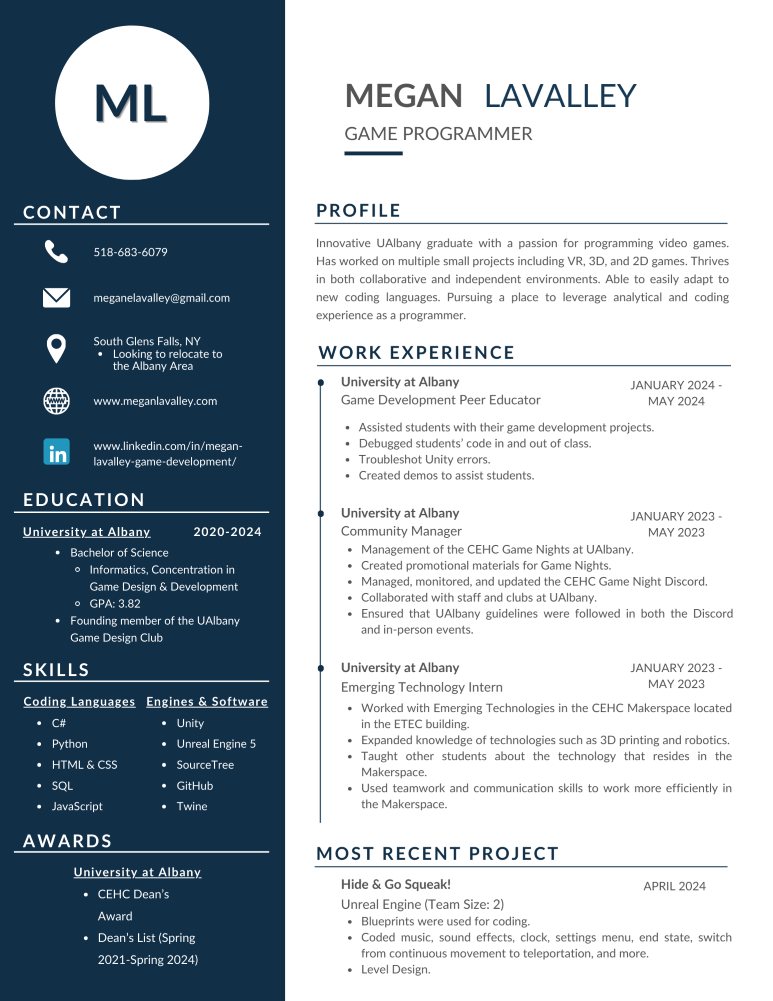 ML
CONTACT
518-683-6079
meganelavalley@gmail.com
South Glens Falls, NY
• Looking to relocate to
the Albany Area
www.meganlavalley.com
www.linkedin.com/in/megan-
lavalley-game-development/
EDUCATION
University at Albany 2020-2024
• Bachelor of Science
◦ Informatics, Concentration in
Game Design & Development
◦ GPA: 3.82
• Founding member of the UAlbany
Game Design Club
SKILLS
Coding Languages Engines & Software
• C# • Unity
• Python • Unreal Engine 5
• HTML & CSS • SourceTree
• SQL • GitHub
• JavaScript • Twine
AWARDS
University at Albany
• CEHC Dean's
Award
• Dean's List (Spring
2021-Spring 2024)
MEGAN LAVALLEY
GAME PROGRAMMER
PROFILE
Innovative UAlbany graduate with a passion for programming video games.
Has worked on multiple small projects including VR, 3D, and 2D games. Thrives
in both collaborative and independent environments. Able to easily adapt to
new coding languages. Pursuing a place to leverage analytical and coding
experience as a programmer.
WORK EXPERIENCE
University at Albany
Game Development Peer Educator
JANUARY 2024 -
MAY 2024
• Assisted students with their game development projects.
• Debugged students' code in and out of class.
• Troubleshot Unity errors.
• Created demos to assist students.
University at Albany
Community Manager
JANUARY 2023 -
MAY 2023
• Management of the CEHC Game Nights at UAlbany.
• Created promotional materials for Game Nights.
• Managed, monitored, and updated the CEHC Game Night Discord.
• Collaborated with staff and clubs at UAlbany.
• Ensured that UAlbany guidelines were followed in both the Discord
and in-person events.
University at Albany
Emerging Technology Intern
JANUARY 2023 -
MAY 2023
• Worked with Emerging Technologies in the CEHC Makerspace located
in the ETEC building.
• Expanded knowledge of technologies such as 3D printing and robotics.
• Taught other students about the technology that resides in the
Makerspace.
• Used teamwork and communication skills to work more efficiently in
the Makerspace.
MOST RECENT PROJECT
Hide & Go Squeak!
APRIL 2024
Unreal Engine (Team Size: 2)
• Blueprints were used for coding.
• Coded music, sound effects, clock, settings menu, end state, switch
from continuous movement to teleportation, and more.
• Level Design.